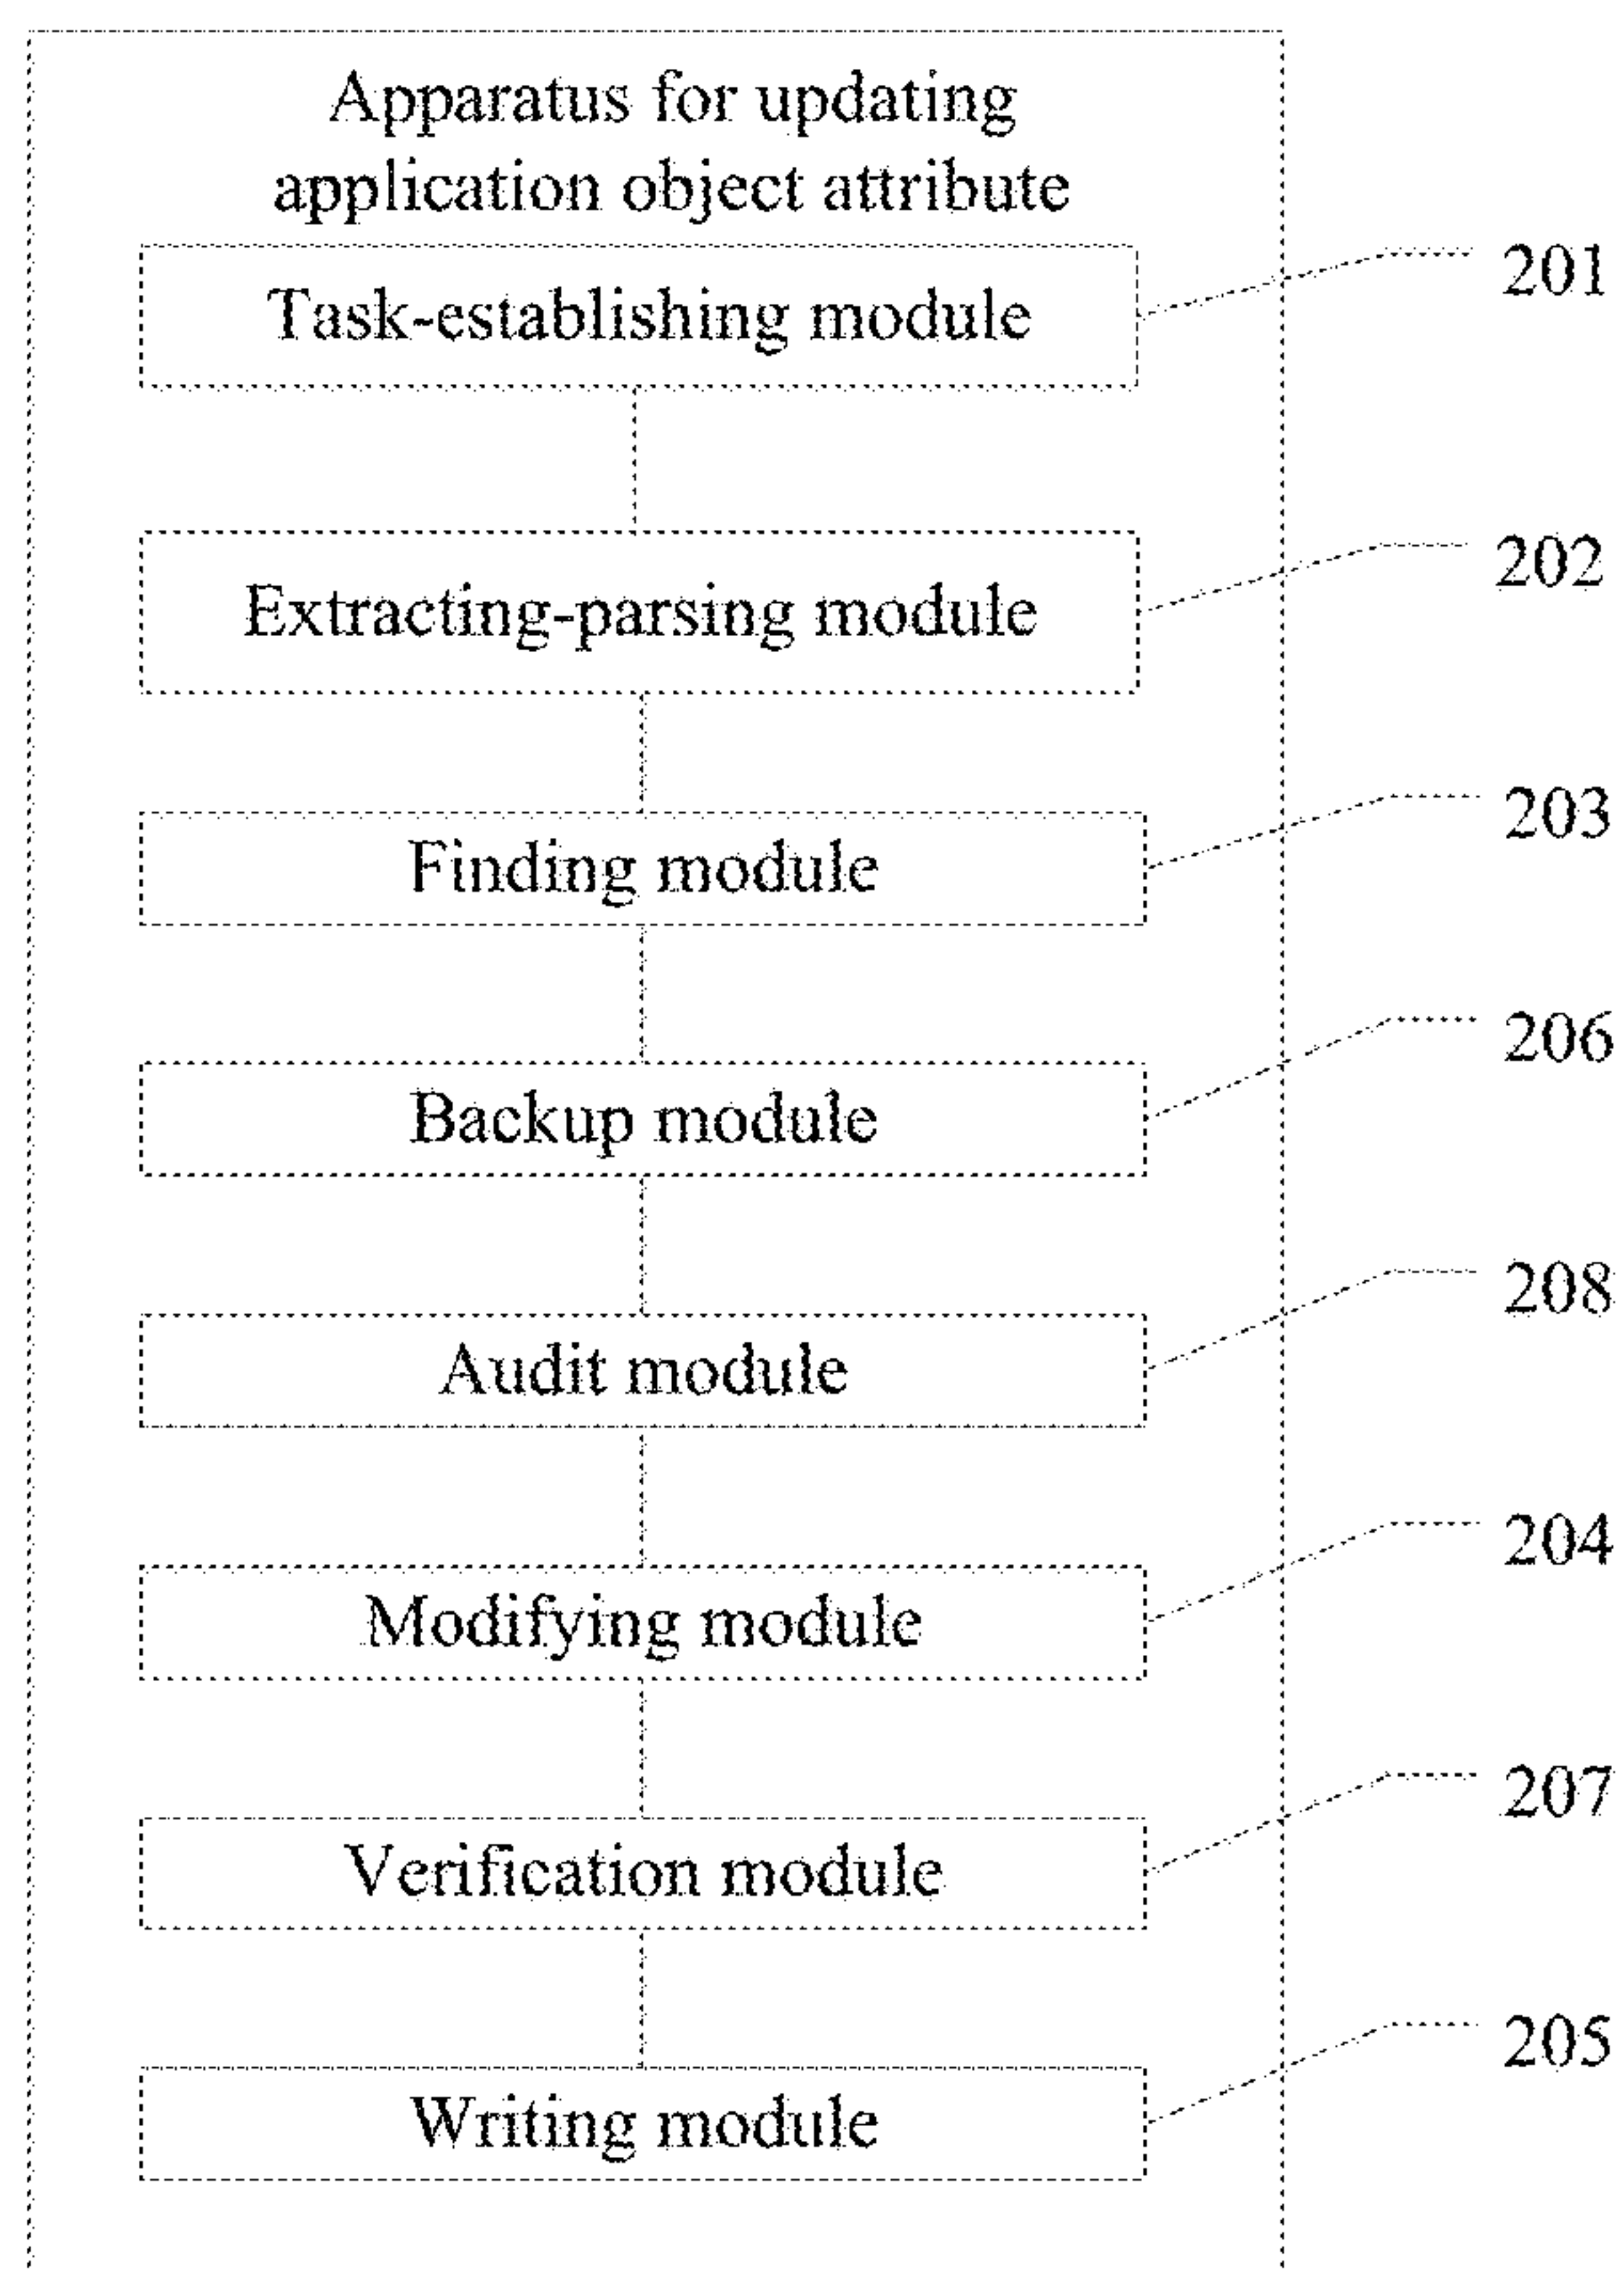 Apparatus for updating
application object attribute
Task-establishing module
201
Extracting-parsing module
202
Finding module
203
Backup module
206
Audit module
208
Modifying module
204
Verification module
207
Writing module
205